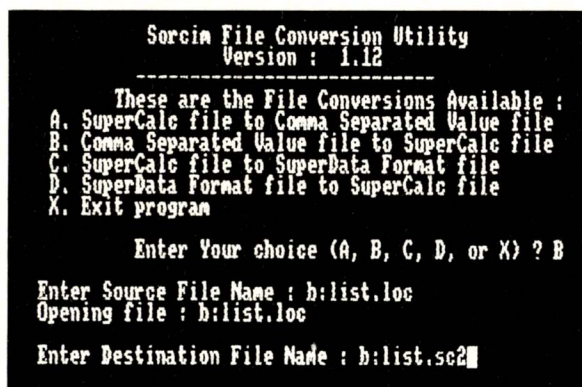 Sorcim File Conversion Utility
Version : 1.12
------------------------------
These are the File Conversions Available :
A. SuperCalc file to Comma Separated Value file
B. Comma Separated Value file to SuperCalc file
C. SuperCalc file to SuperData Format file
D. SuperData Format file to SuperCalc file
X. Exit program
Enter Your choice (A, B, C, D, or X) ? B
Enter Source File Name : b:list.loc
Opening file : b:list.loc
Enter Destination File Name : b:list.sc2